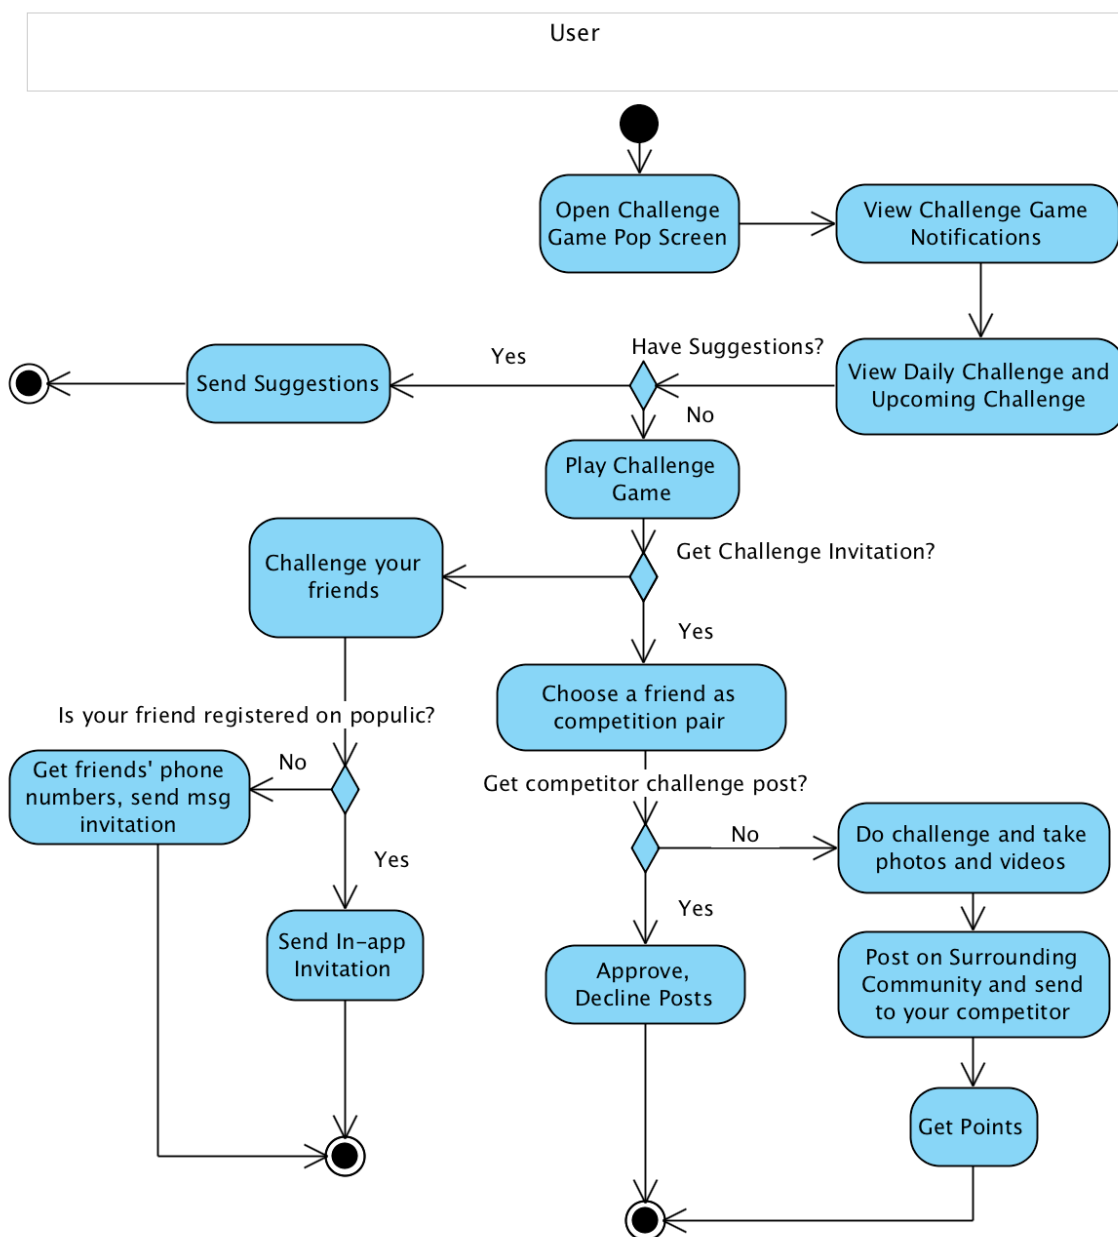 User
Open Challenge
Game Pop Screen
View Challenge Game
Notifications
Have Suggestions?
Yes
Send Suggestions
View Daily Challenge and
Upcoming Challenge
No
Play Challenge
Game
Get Challenge Invitation?
Challenge your
friends
Yes
Choose a friend as
competition pair
Is your friend registered on populic?
No
Get friends' phone
numbers, send msg
invitation
Get competitor challenge post?
No
Do challenge and take
photos and videos
Yes
Yes
Send In-app
Invitation
Approve,
Decline Posts
Post on Surrounding
Community and send
to your competitor
Get Points